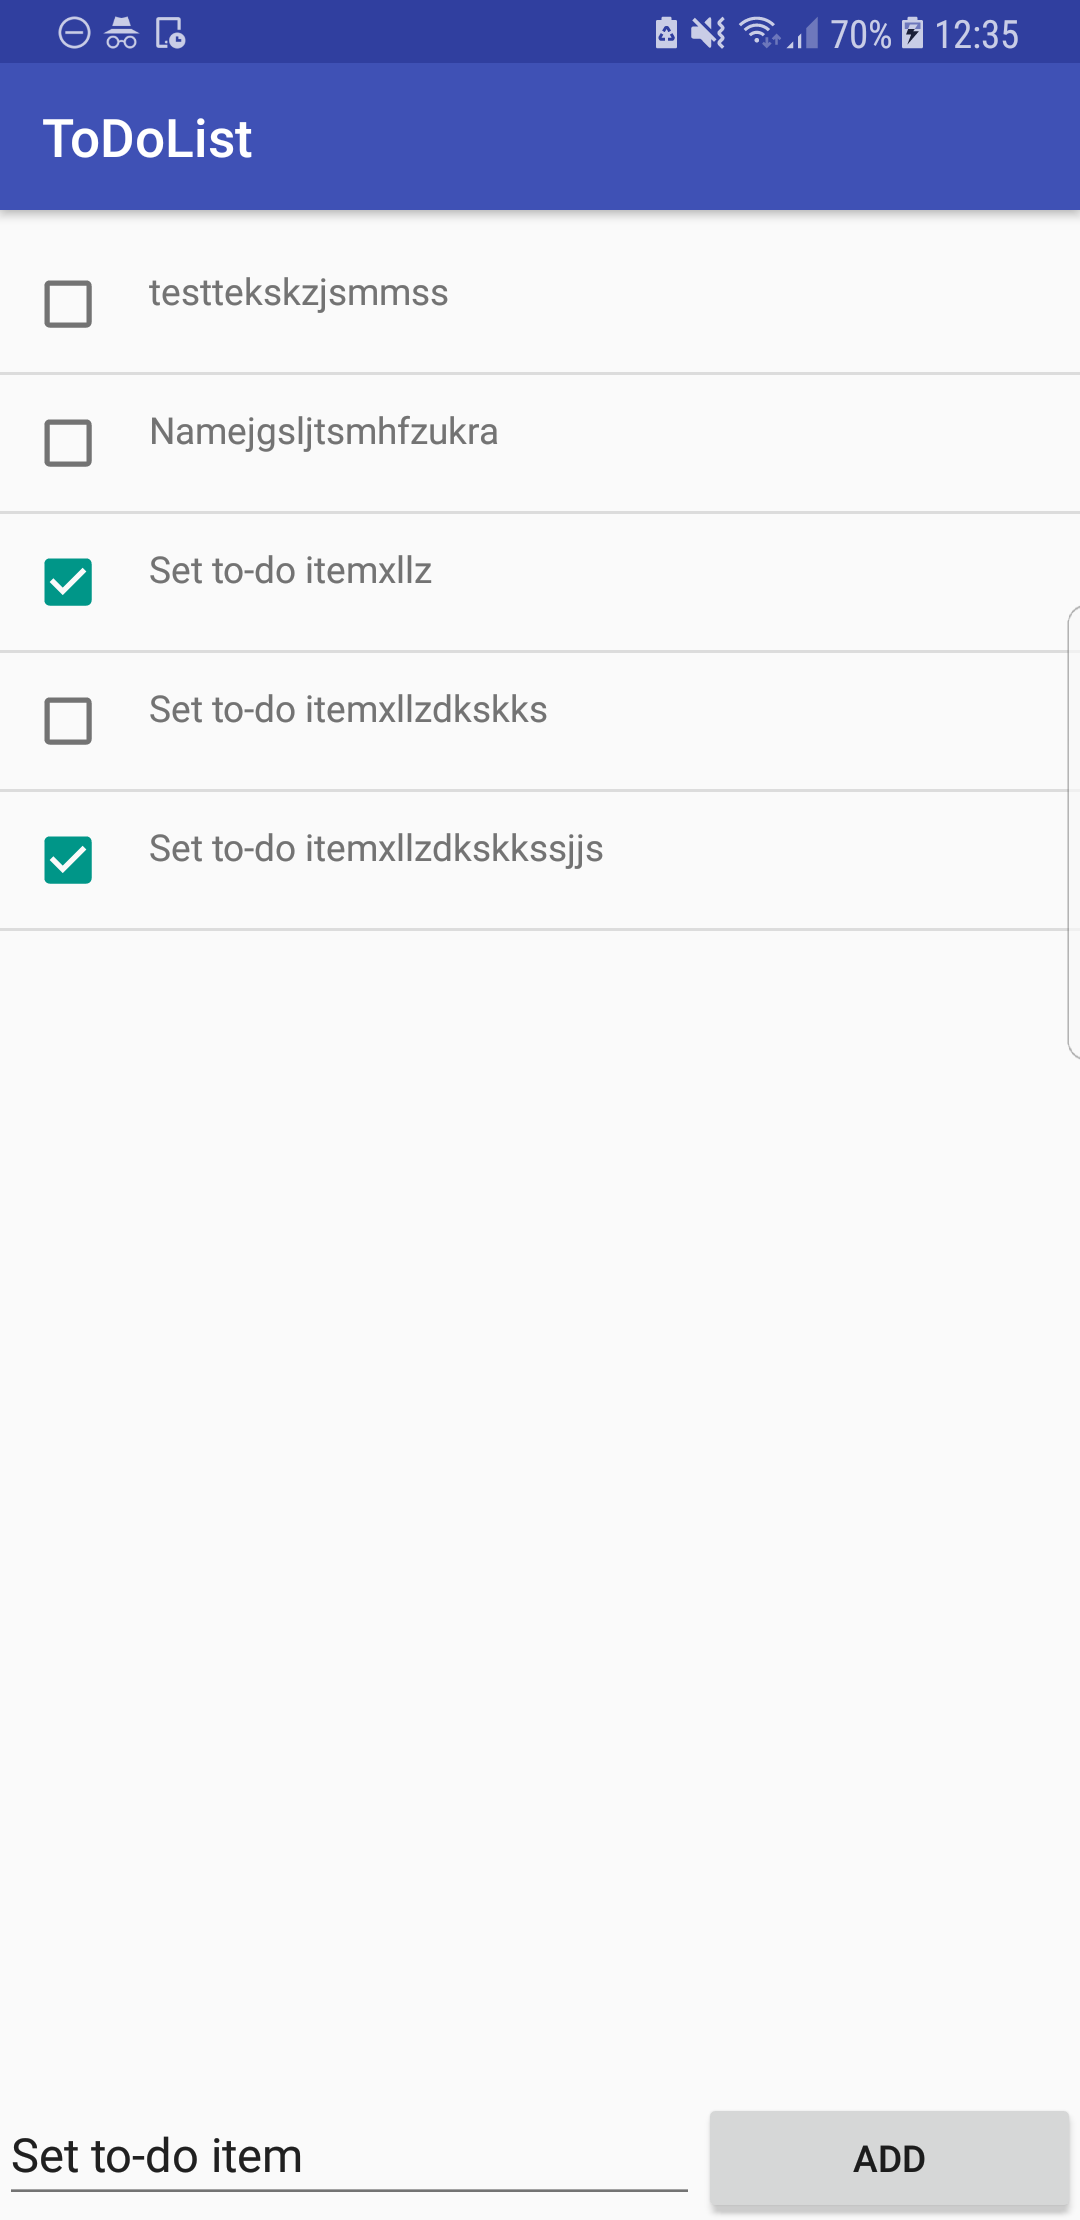 70% 12:35
ToDoList
testtekskzjsmmss
Namejgsljtsmhfzukra
Set to-do itemxllz
Set to-do itemxllzdkskks
Set to-do itemxllzdkskkssjjs
Set to-do item ADD